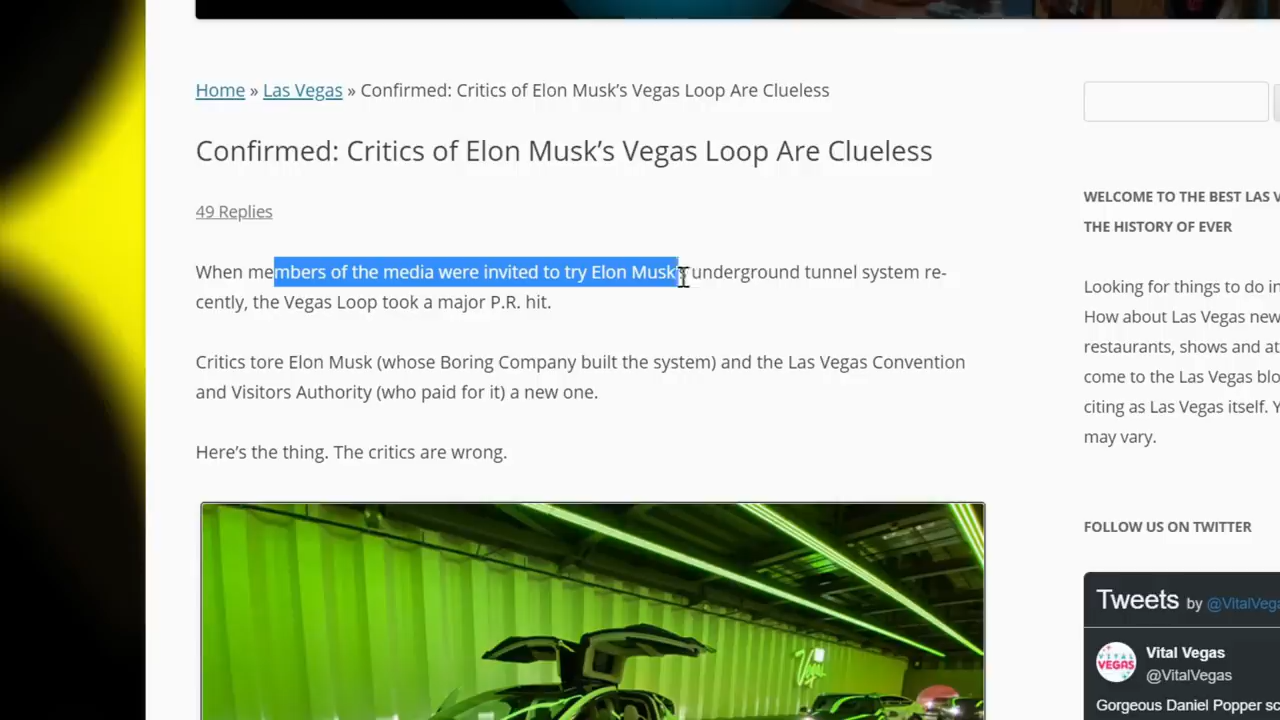 Home » Las Vegas » Confirmed: Critics of Elon Musk’s Vegas Loop Are Clueless
Confirmed: Critics of Elon Musk’s Vegas Loop Are Clueless
49 Replies
When members of the media were invited to try Elon Musk’s underground tunnel system re-
cently, the Vegas Loop took a major P.R. hit.
Critics tore Elon Musk (whose Boring Company built the system) and the Las Vegas Convention
and Visitors Authority (who paid for it) a new one.
Here’s the thing. The critics are wrong.
Vegas
WELCOME TO THE BEST LAS V
THE HISTORY OF EVER
Looking for things to do in
How about Las Vegas new
restaurants, shows and at
come to the Las Vegas blo
citing as Las Vegas itself. Y
may vary.
FOLLOW US ON TWITTER
Tweets by @VitalVega
VITAL
VEGAS
Vital Vegas
@VitalVegas
Gorgeous Daniel Popper sc